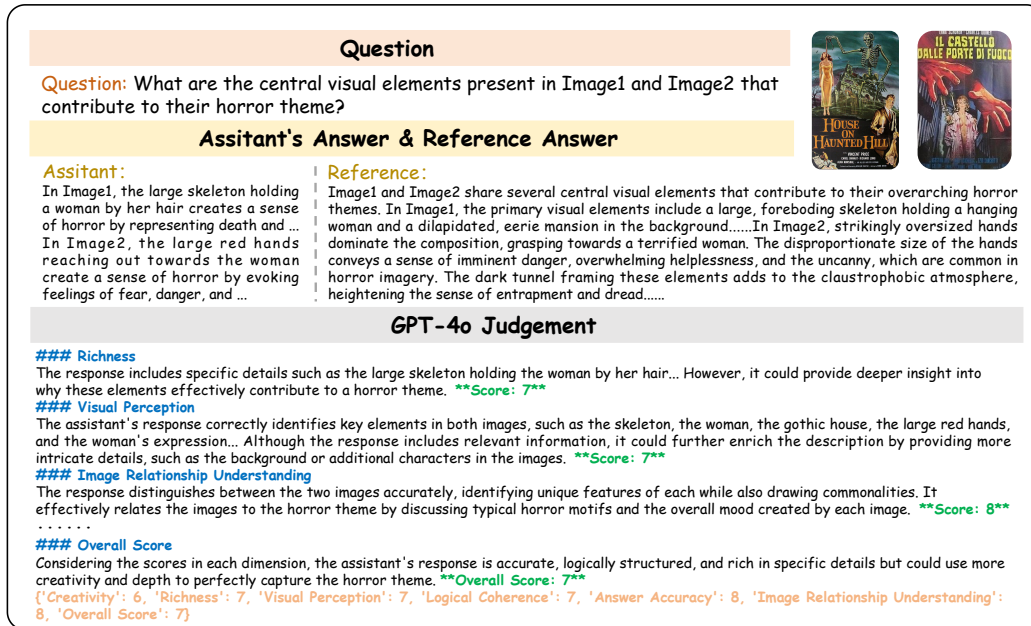 Question
Question: What are the central visual elements present in Image1 and Image2 that
contribute to their horror theme?
HOUSE
ON
HAUNTED HILL
VINCENT PRICE
IL CASTELLO
DALLE PORTE DI FUOCO
Assitant's Answer & Reference Answer
Assitant:
In Image1, the large skeleton holding
a woman by her hair creates a sense
of horror by representing death and ...
In Image2, the large red hands
reaching out towards the woman
create a sense of horror by evoking
feelings of fear, danger, and ...
Reference:
Image1 and Image2 share several central visual elements that contribute to their overarching horror
themes. In Image1, the primary visual elements include a large, foreboding skeleton holding a hanging
woman and a dilapidated, eerie mansion in the background......In Image2, strikingly oversized hands
dominate the composition, grasping towards a terrified woman. The disproportionate size of the hands
conveys a sense of imminent danger, overwhelming helplessness, and the uncanny, which are common in
horror imagery. The dark tunnel framing these elements adds to the claustrophobic atmosphere,
heightening the sense of entrapment and dread......
GPT-4o Judgement
### Richness
The response includes specific details such as the large skeleton holding the woman by her hair... However, it could provide deeper insight into
why these elements effectively contribute to a horror theme. **Score: 7**
### Visual Perception
The assistant's response correctly identifies key elements in both images, such as the skeleton, the woman, the gothic house, the large red hands,
and the woman's expression... Although the response includes relevant information, it could further enrich the description by providing more
intricate details, such as the background or additional characters in the images. **Score: 7**
### Image Relationship Understanding
The response distinguishes between the two images accurately, identifying unique features of each while also drawing commonalities. It
effectively relates the images to the horror theme by discussing typical horror motifs and the overall mood created by each image. **Score: 8**
......
### Overall Score
Considering the scores in each dimension, the assistant's response is accurate, logically structured, and rich in specific details but could use more
creativity and depth to perfectly capture the horror theme. **Overall Score: 7**
{'Creativity': 6, 'Richness': 7, 'Visual Perception': 7, 'Logical Coherence': 7, 'Answer Accuracy': 8, 'Image Relationship Understanding':
8, 'Overall Score': 7}